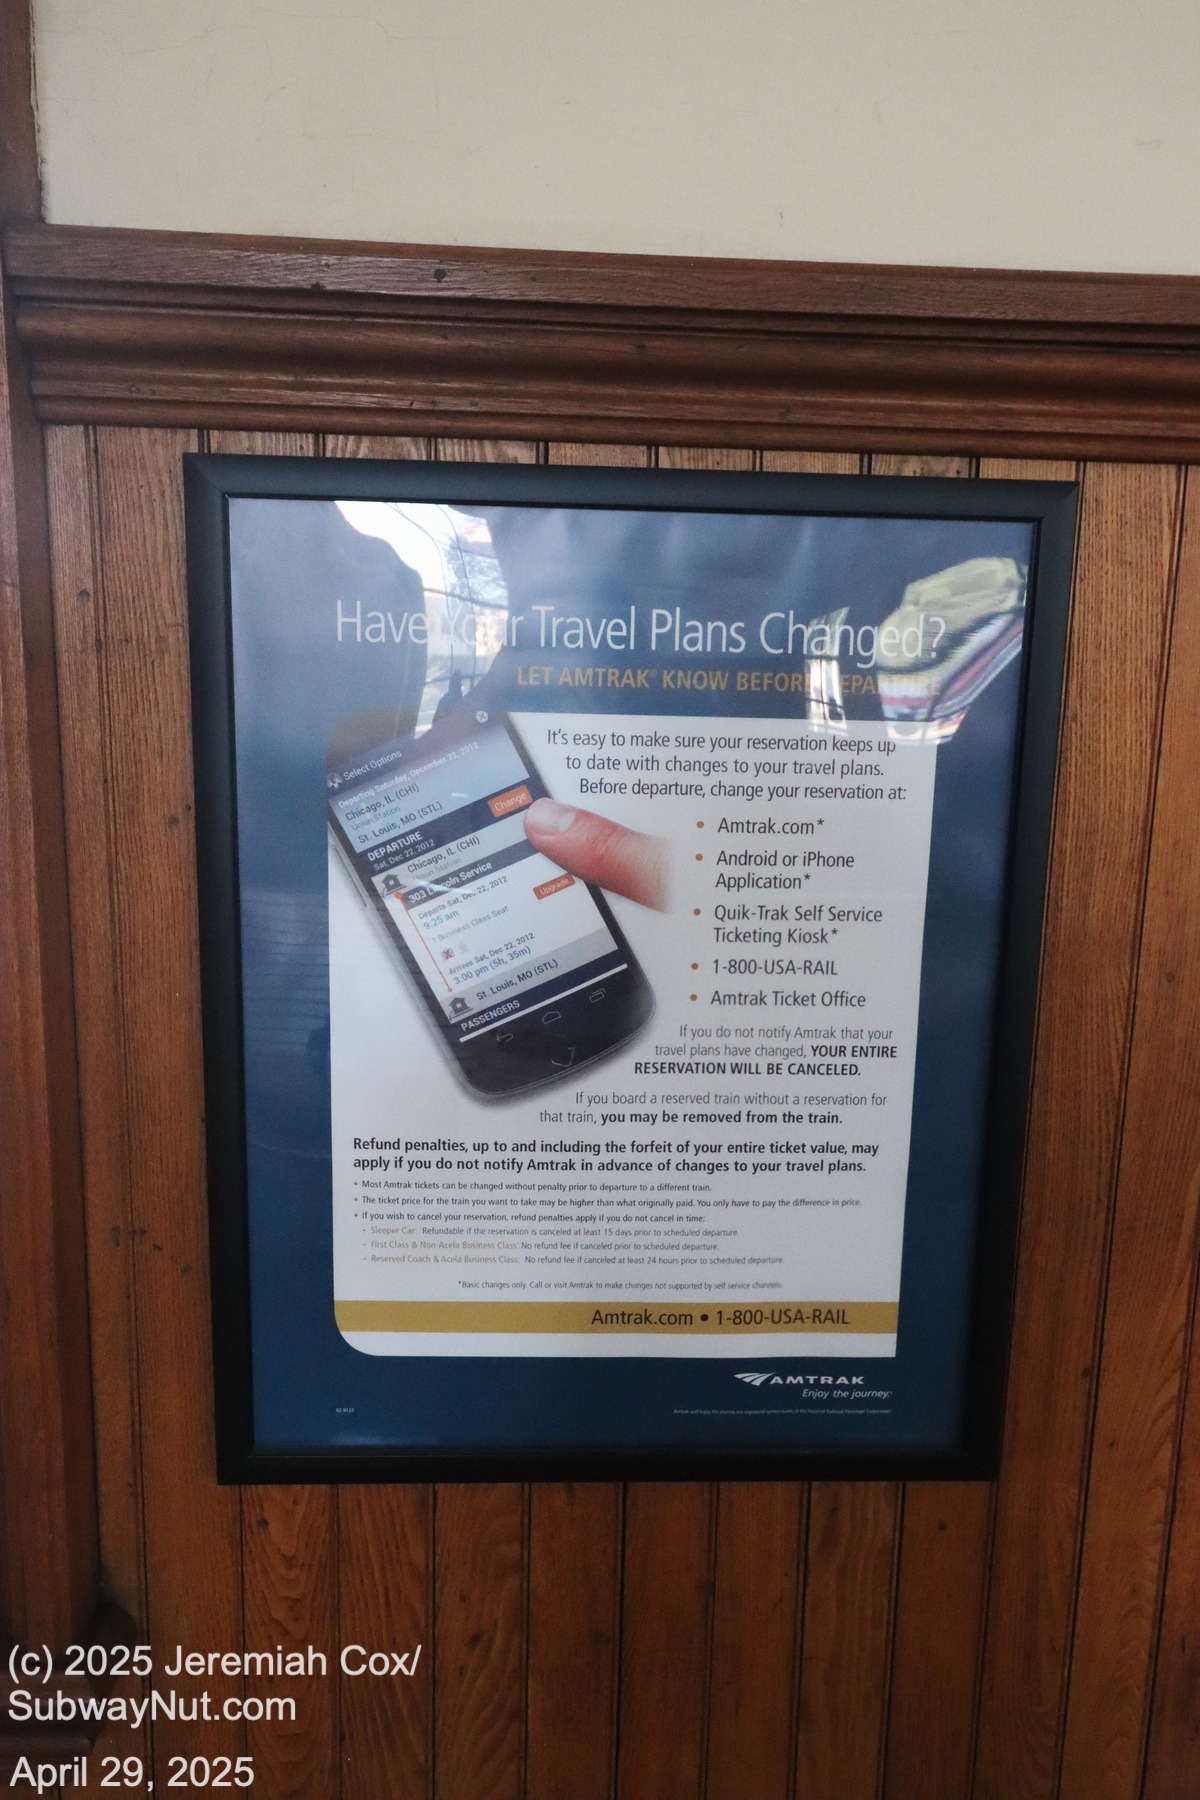 Have Your Travel Plans Changed?
LET AMTRAK® KNOW BEFORE DEPARTURE
Select Options
Departing Saturday, December 22, 2012
Chicago, IL (CHI)
Union Station
St. Louis, MO (STL)
Change
DEPARTURE
Sat, Dec 22, 2012
Chicago, IL (CHI)
Union Station
303 Lincoln Service
Departs Sat, Dec 22, 2012
9:25 am
Upgrade
1 Business Class Seat
Arrives Sat, Dec 22, 2012
3:00 pm (5h, 35m)
St. Louis, MO (STL)
PASSENGERS
It's easy to make sure your reservation keeps up
to date with changes to your travel plans.
Before departure, change your reservation at:
• Amtrak.com*
• Android or iPhone
Application*
• Quik-Trak Self Service
Ticketing Kiosk*
• 1-800-USA-RAIL
• Amtrak Ticket Office
If you do not notify Amtrak that your
travel plans have changed, YOUR ENTIRE
RESERVATION WILL BE CANCELED.
If you board a reserved train without a reservation for
that train, you may be removed from the train.
Refund penalties, up to and including the forfeit of your entire ticket value, may
apply if you do not notify Amtrak in advance of changes to your travel plans.
• Most Amtrak tickets can be changed without penalty prior to departure to a different train.
• The ticket price for the train you want to take may be higher than what originally paid. You only have to pay the difference in price.
• If you wish to cancel your reservation, refund penalties apply if you do not cancel in time:
- Sleeper Car: Refundable if the reservation is canceled at least 15 days prior to scheduled departure.
- First Class & Non-Acela Business Class: No refund fee if canceled prior to scheduled departure.
- Reserved Coach & Acela Business Class: No refund fee if canceled at least 24 hours prior to scheduled departure.
*Basic changes only. Call or visit Amtrak to make changes not supported by self service channels.
Amtrak.com • 1-800-USA-RAIL
AMTRAK
Enjoy the journey.
Amtrak and Enjoy the journey are registered service marks of the National Railroad Passenger Corporation.
(c) 2025 Jeremiah Cox/
SubwayNut.com
April 29, 2025